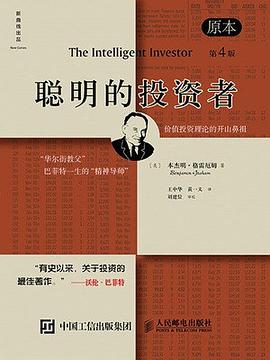 新曲线出品
New Curves
原本
The Intelligent Investor
第4版
聪明的投资者
价值投资理论的开山鼻祖
“华尔街教父”
巴菲特一生的“精神导师”
[美] 本杰明·格雷厄姆 著
Benjamin Graham
王中华 黄一义 译
刘建位 审校
“有史以来，关于投资的
最佳著作。”
——沃伦·巴菲特
中国工信出版集团
人民邮电出版社
POSTS & TELECOM PRESS